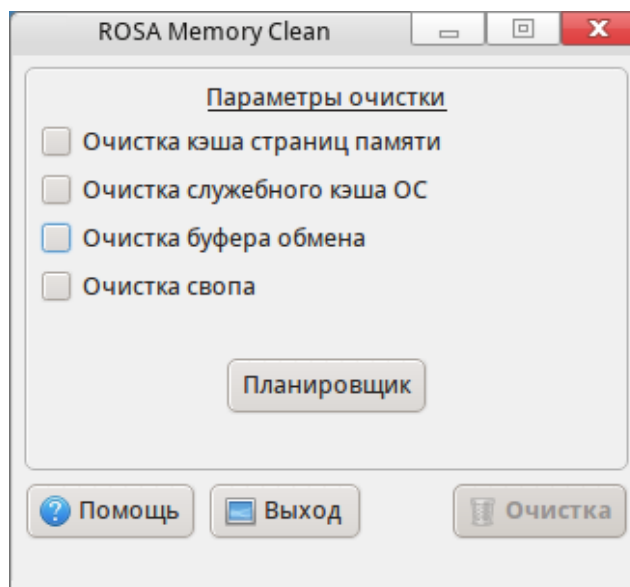 ROSA Memory Clean
Параметры очистки
Очистка кэша страниц памяти
Очистка служебного кэша ОС
Очистка буфера обмена
Очистка свопа
Планировщик
Помощь Выход Очистка